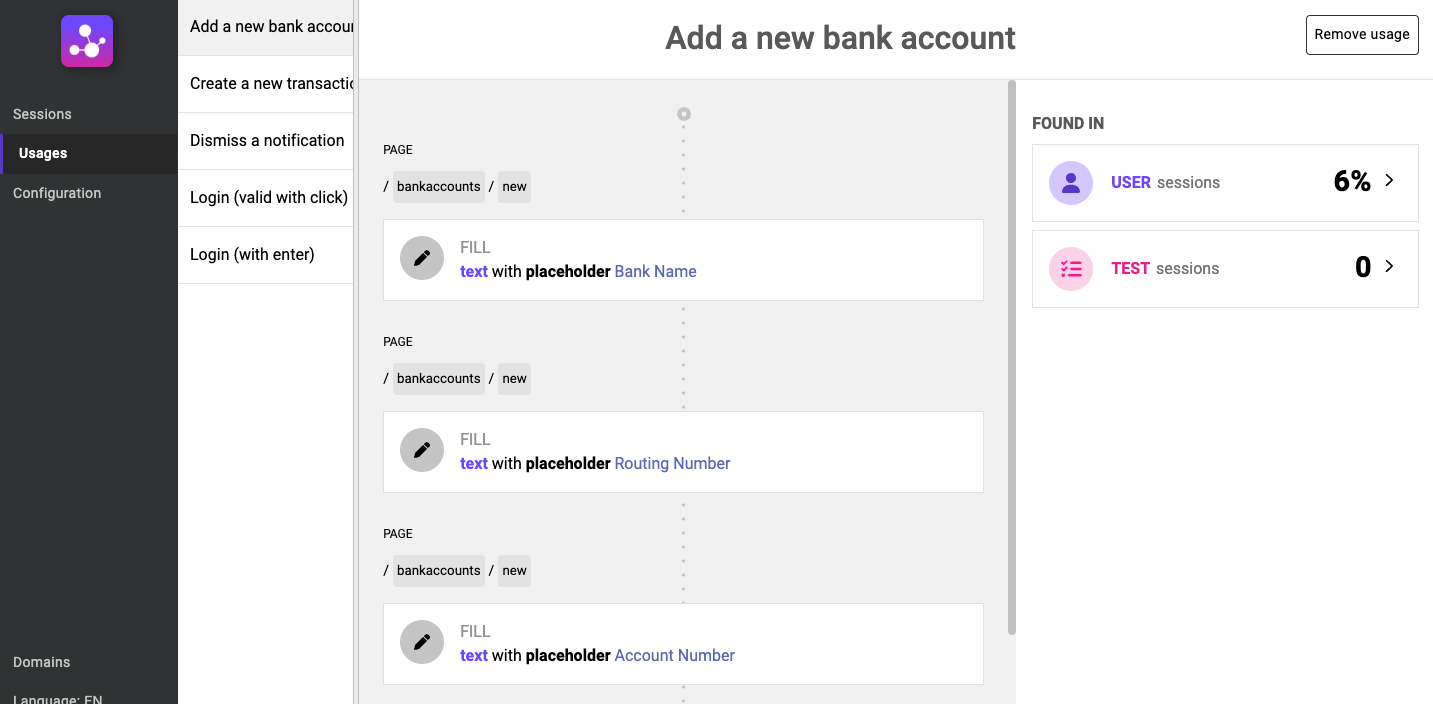 Sessions
Usages
Configuration
Domains
Language: EN
Add a new bank accoun
Create a new transactio
Dismiss a notification
Login (valid with click)
Login (with enter)
Add a new bank account
Remove usage
PAGE
/ bankaccounts / new
FILL
text with placeholder Bank Name
PAGE
/ bankaccounts / new
FILL
text with placeholder Routing Number
PAGE
/ bankaccounts / new
FILL
text with placeholder Account Number
FOUND IN
USER sessions 6%
TEST sessions 0